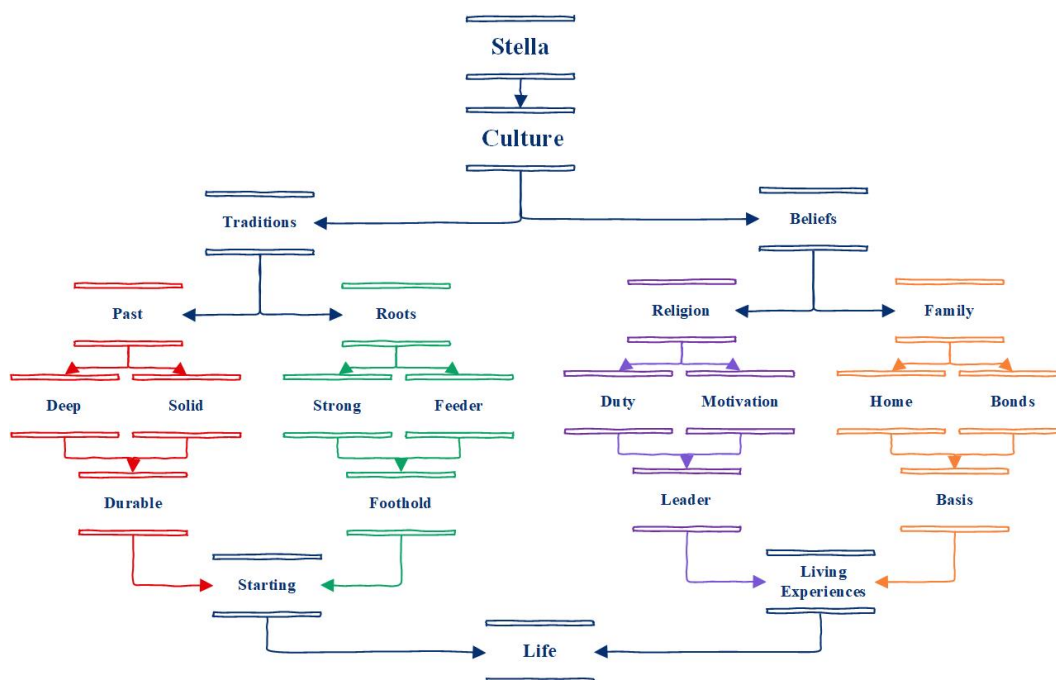 Stella
Culture
Traditions
Beliefs
Past
Roots
Religion
Family
Deep
Solid
Strong
Feeder
Duty
Motivation
Home
Bonds
Durable
Foothold
Leader
Basis
Starting
Living
Experiences
Life